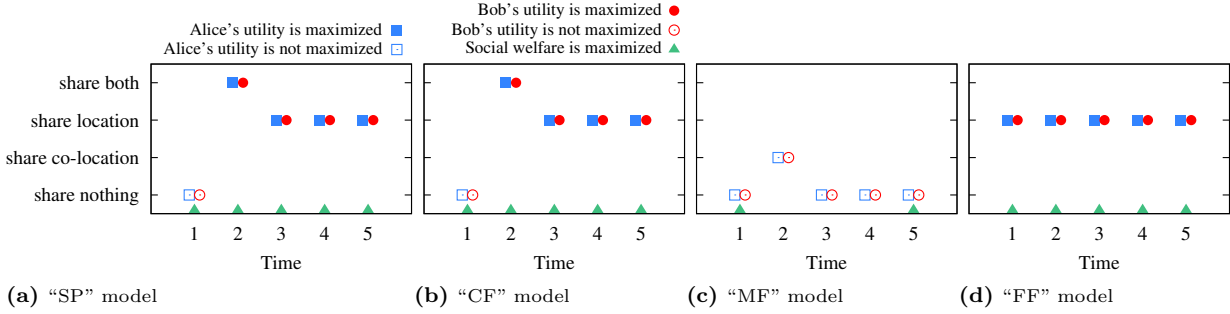 Alice's utility is maximized
Alice's utility is not maximized
Bob's utility is maximized
Bob's utility is not maximized
Social welfare is maximized
share both
share location
share co-location
share nothing
1 2 3 4 5
Time
1 2 3 4 5
Time
1 2 3 4 5
Time
1 2 3 4 5
Time
(a) “SP” model
(b) “CF” model
(c) “MF” model
(d) “FF” model